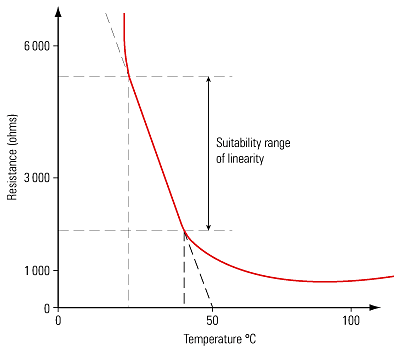 6 000
Resistance (ohms)
Suitability range
of linearity
3 000
1 000
0
0
50
100
Temperature °C